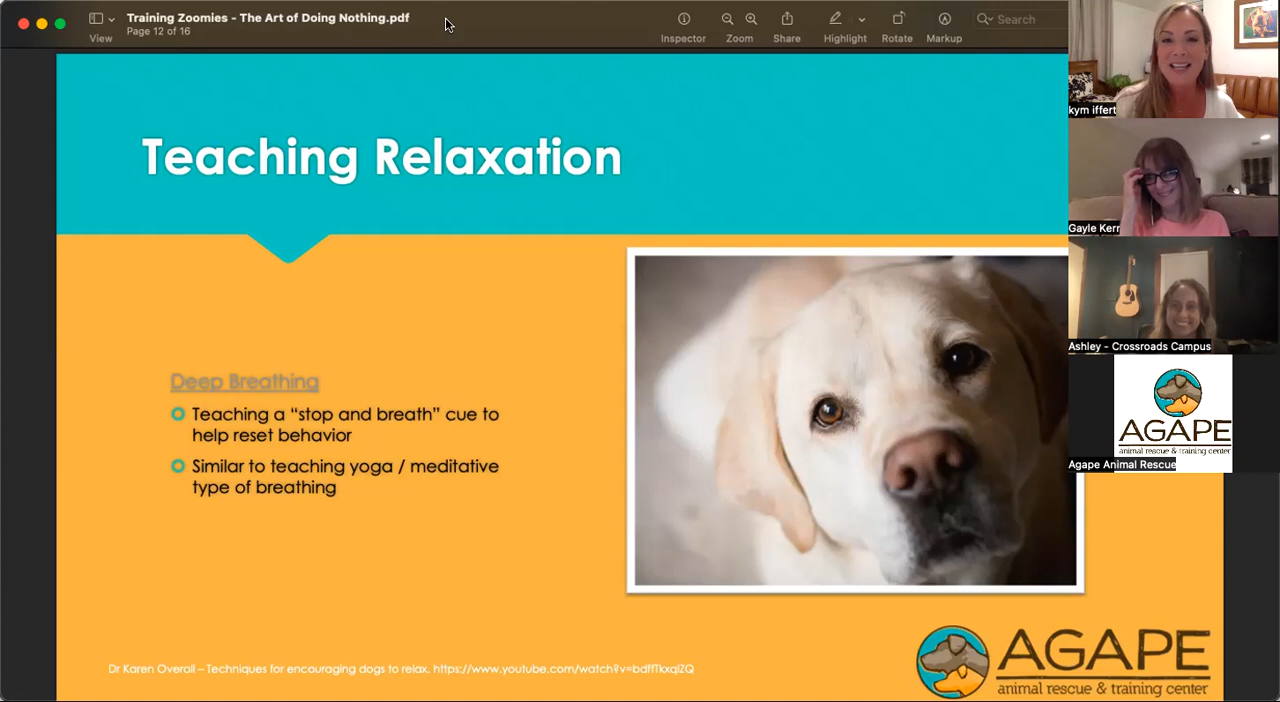 Training Zoomies - The Art of Doing Nothing.pdf
Page 12 of 16
View
Inspector
Zoom
Share
Highlight
Rotate
Markup
Search
Teaching Relaxation
Deep Breathing
Teaching a “stop and breath” cue to
help reset behavior
Similar to teaching yoga / meditative
type of breathing
Dr Karen Overall – Techniques for encouraging dogs to relax.
AGAPE
animal rescue & training center
kym iffert
Gayle Kerr
Ashley - Crossroads Campus
AGAPE
animal rescue & training center
Agape Animal Rescue